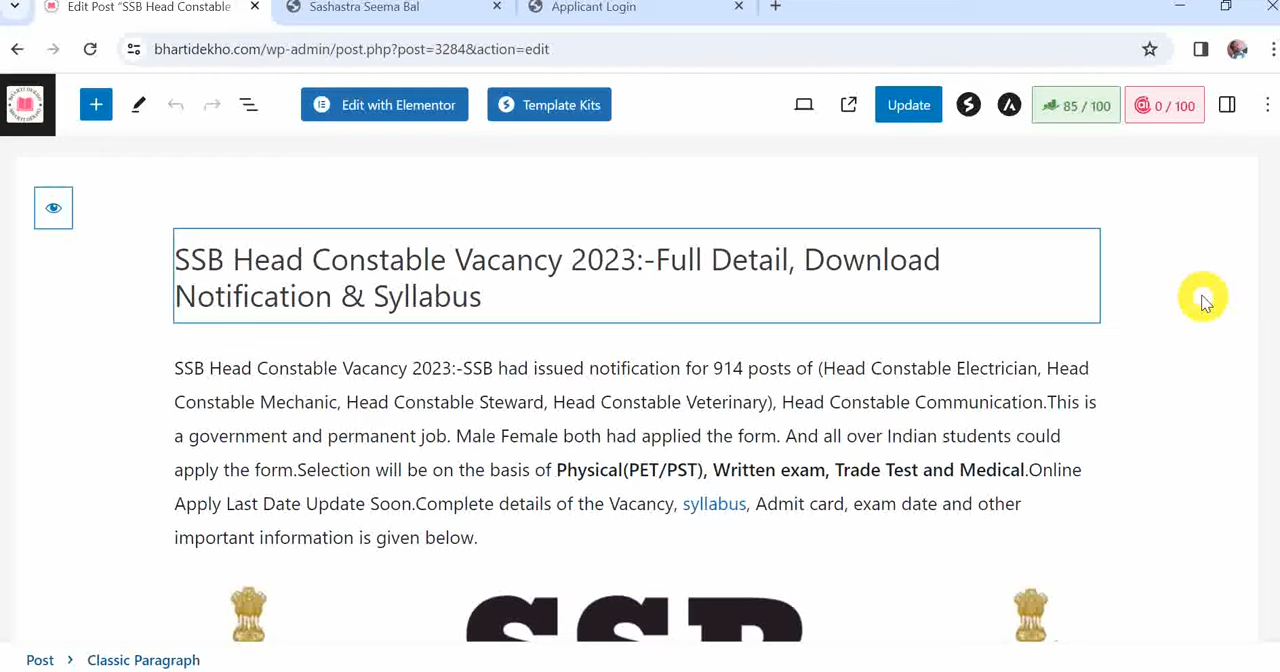 Edit Post “SSB Head Constable
Sashastra Seema Bal
Applicant Login
bhartidekho.com/wp-admin/post.php?post=3284&action=edit
Edit with Elementor
Template Kits
Update
85 / 100
0 / 100
SSB Head Constable Vacancy 2023:-Full Detail, Download
Notification & Syllabus
SSB Head Constable Vacancy 2023:-SSB had issued notification for 914 posts of (Head Constable Electrician, Head
Constable Mechanic, Head Constable Steward, Head Constable Veterinary), Head Constable Communication.This is
a government and permanent job. Male Female both had applied the form. And all over Indian students could
apply the form.Selection will be on the basis of Physical(PET/PST), Written exam, Trade Test and Medical.Online
Apply Last Date Update Soon.Complete details of the Vacancy, syllabus, Admit card, exam date and other
important information is given below.
SSB
Post > Classic Paragraph